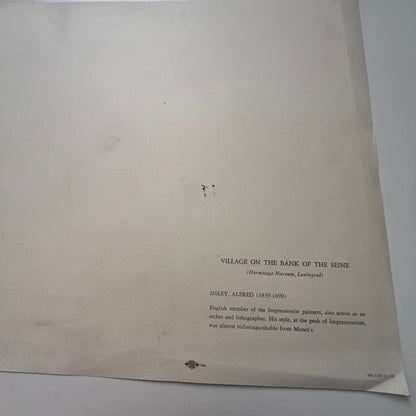 VILLAGE ON THE BANK OF THE SEINE
(Hermitage Museum, Leningrad)
SISLEY, ALFRED (1839-1899)
English member of the Impressionist painters, also active as an
etcher and lithographer. His style, at the peak of Impressionism,
was almost indistinguishable from Monet's.